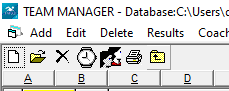 TEAM MANAGER - Database:C:\Users\
Add Edit Delete Results Coach
A B C D